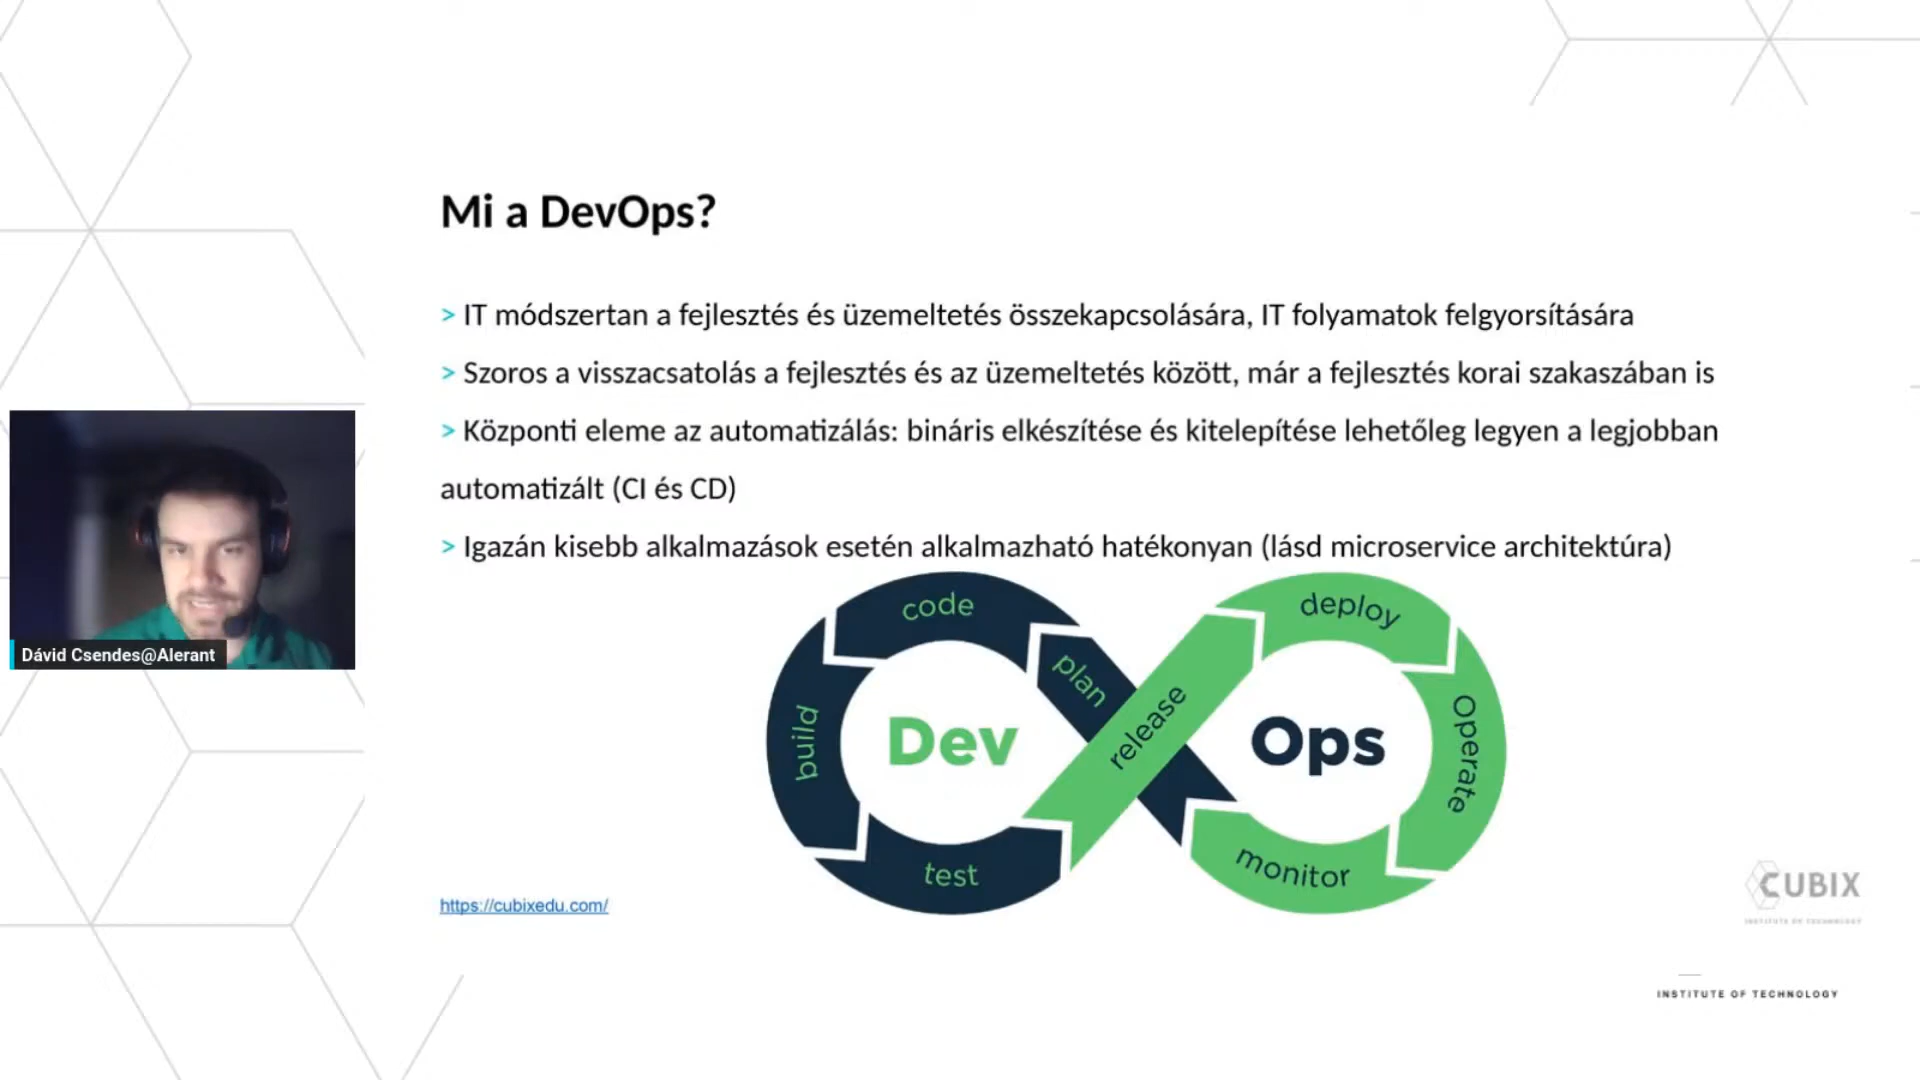 Mi a DevOps?
> IT módszertan a fejlesztés és üzemeltetés összekapcsolására, IT folyamatok felgyorsítására
> Szoros a visszacsatolás a fejlesztés és az üzemeltetés között, már a fejlesztés korai szakaszában is
> Központi eleme az automatizálás: bináris elkészítése és kitelepítése lehetőleg legyen a legjobban
automatizált (CI és CD)
> Igazán kisebb alkalmazások esetén alkalmazható hatékonyan (lásd microservice architektúra)
code
plan
build
Dev
test
release
deploy
Ops
Operate
monitor
Dávid Csendes@Alerant
https://cubixedu.com/
CUBIX
INSTITUTE OF TECHNOLOGY
INSTITUTE OF TECHNOLOGY